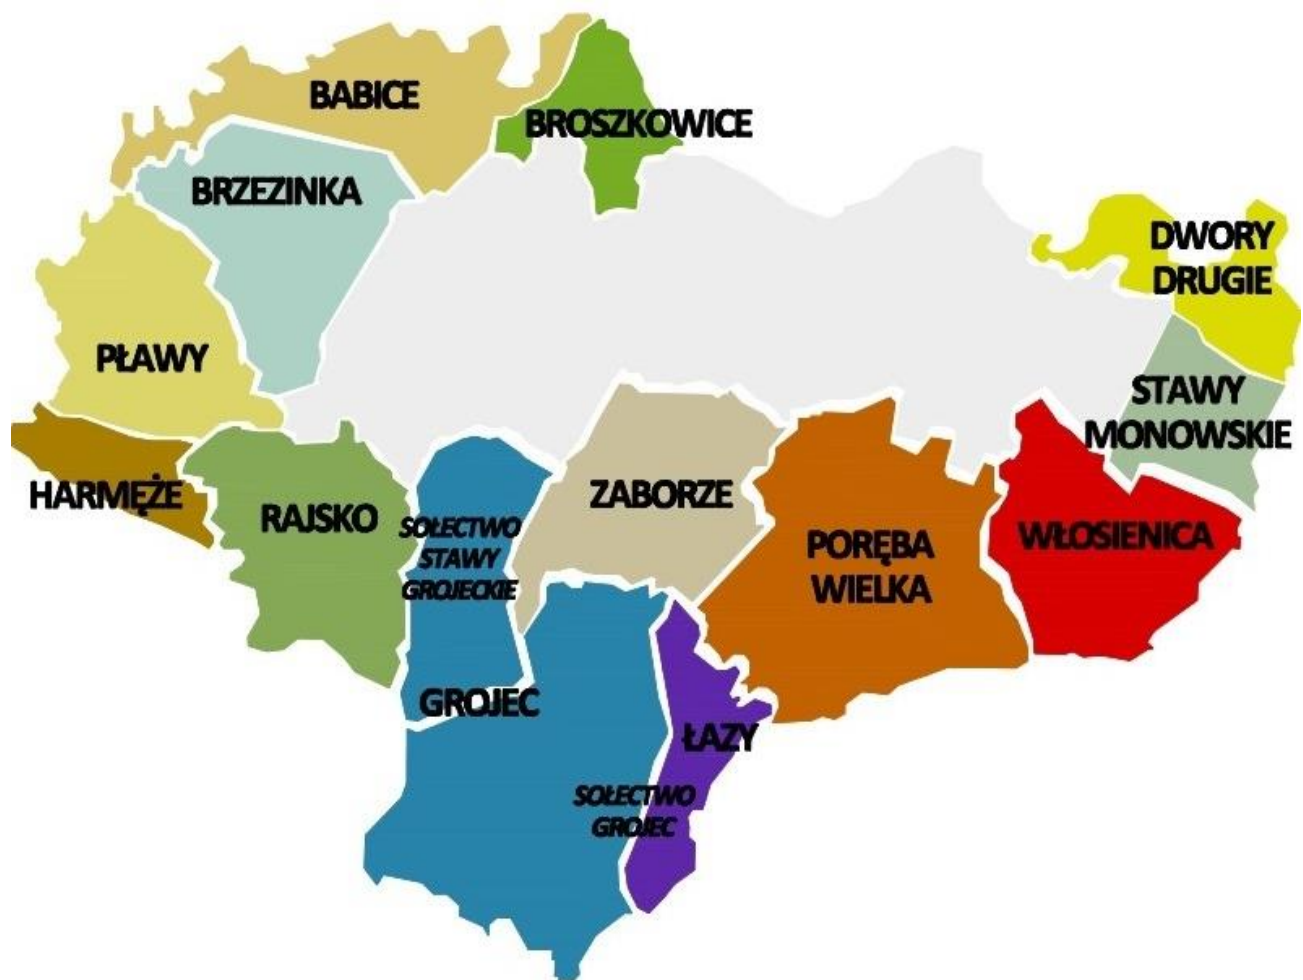 BABICE
BROSZKOWICE
BRZEZINKA
DWORY
DRUGIE
PŁAWY
STAWY
MONOWSKIE
HARMĘŻE
RAJSKO
SOŁECTWO
STAWY
GROJECKIE
ZABORZE
PORĘBA
WIELKA
WŁOSIENICA
GROJEC
ŁAZY
SOŁECTWO
GROJEC